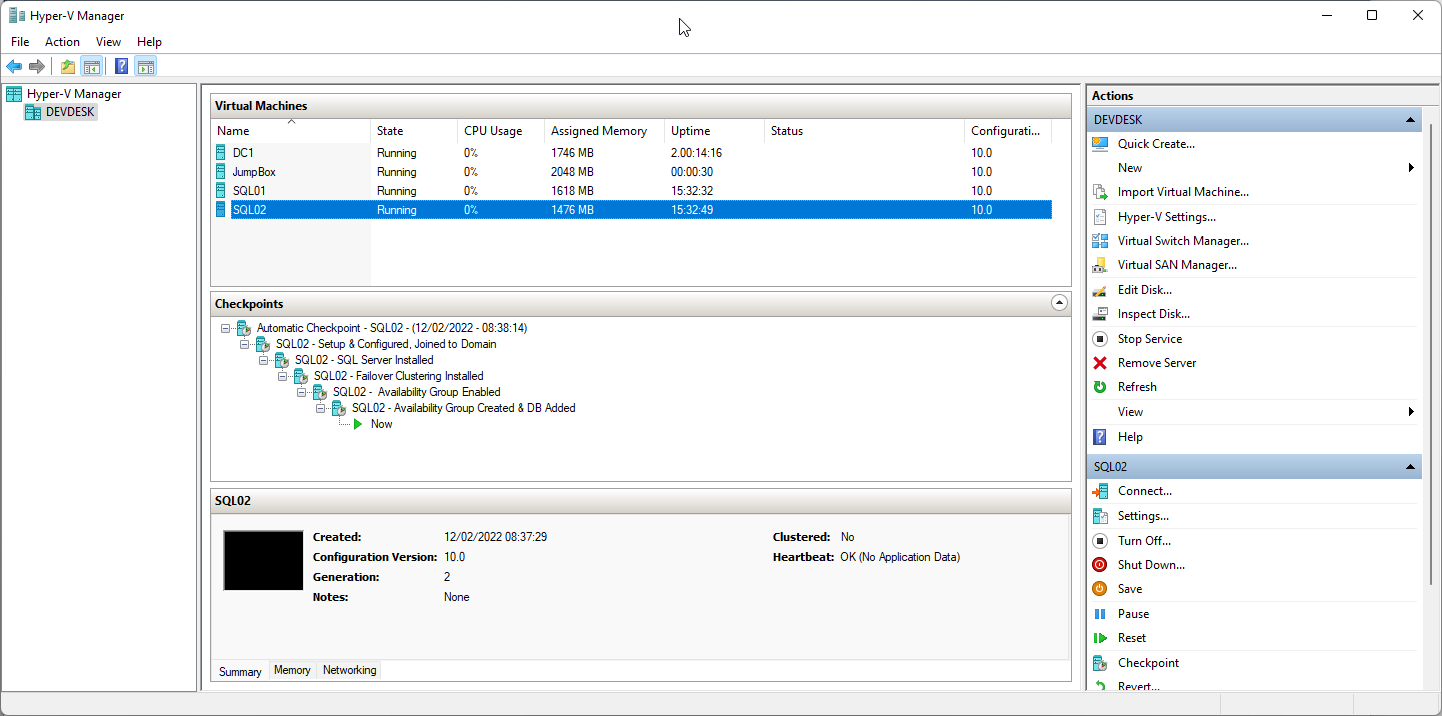 Hyper-V Manager
File Action View Help
Hyper-V Manager
DEVDESK
Virtual Machines
Name State CPU Usage Assigned Memory Uptime Status Configurati...
DC1 Running 0% 1746 MB 2.00:14:16 10.0
JumpBox Running 0% 2048 MB 00:00:30 10.0
SQL01 Running 0% 1618 MB 15:32:32 10.0
SQL02 Running 0% 1476 MB 15:32:49 10.0
Checkpoints
Automatic Checkpoint - SQL02 - (12/02/2022 - 08:38:14)
SQL02 - Setup & Configured, Joined to Domain
SQL02 - SQL Server Installed
SQL02 - Failover Clustering Installed
SQL02 - Availability Group Enabled
SQL02 - Availability Group Created & DB Added
Now
SQL02
Created: 12/02/2022 08:37:29 Clustered: No
Configuration Version: 10.0 Heartbeat: OK (No Application Data)
Generation: 2
Notes: None
Summary Memory Networking
Actions
DEVDESK
Quick Create...
New
Import Virtual Machine...
Hyper-V Settings...
Virtual Switch Manager...
Virtual SAN Manager...
Edit Disk...
Inspect Disk...
Stop Service
Remove Server
Refresh
View
Help
SQL02
Connect...
Settings...
Turn Off...
Shut Down...
Save
Pause
Reset
Checkpoint
Revert...